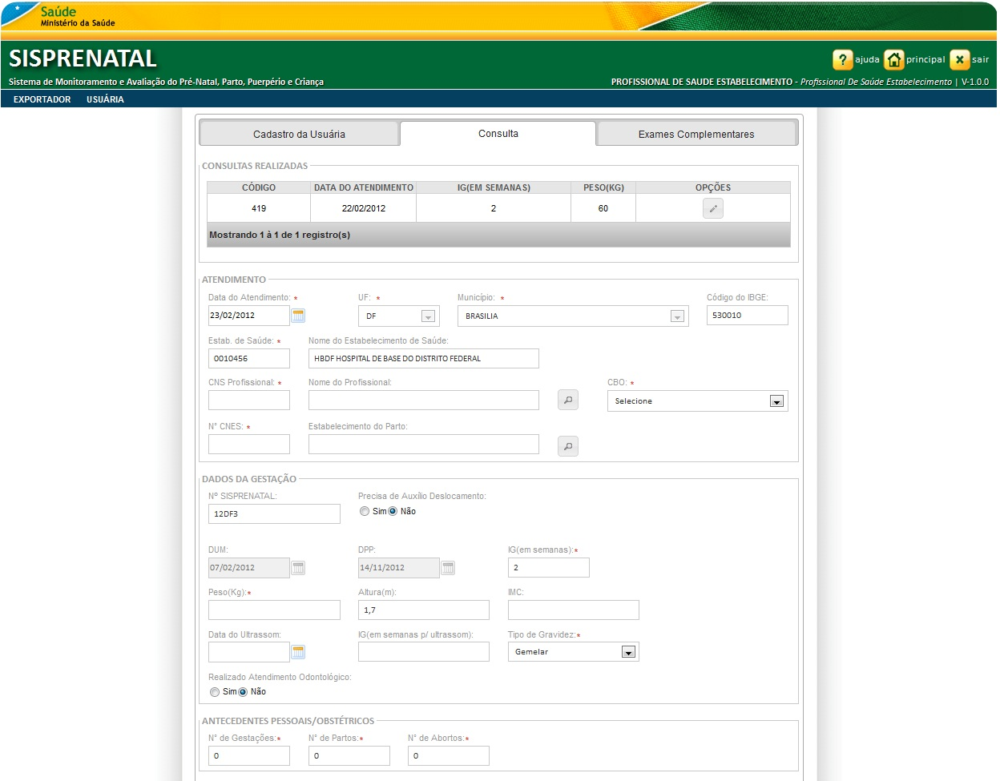 Saúde
Ministério da Saúde
SISPRENATAL
? ajuda principal x sair
Sistema de Monitoramento e Avaliação do Pré-Natal, Parto, Puerpério e Criança
PROFISSIONAL DE SAUDE ESTABELECIMENTO - Profissional De Saúde Estabelecimento | V-1.0.0
EXPORTADOR USUÁRIA
Cadastro da Usuária Consulta Exames Complementares
CONSULTAS REALIZADAS
CÓDIGO DATA DO ATENDIMENTO IG(EM SEMANAS) PESO(KG) OPÇÕES
419 22/02/2012 2 60
Mostrando 1 à 1 de 1 registro(s)
ATENDIMENTO
Data do Atendimento: * UF: * Município: * Código do IBGE:
23/02/2012 DF BRASILIA 530010
Estab. de Saúde: * Nome do Estabelecimento de Saúde:
0010456 HBDF HOSPITAL DE BASE DO DISTRITO FEDERAL
CNS Profissional: * Nome do Profissional: CBO: *
Selecione
N° CNES: * Estabelecimento do Parto:
DADOS DA GESTAÇÃO
Nº SISPRENATAL: Precisa de Auxílio Deslocamento:
12DF3 Sim Não
DUM: DPP: IG(em semanas):*
07/02/2012 14/11/2012 2
Peso(Kg):* Altura(m): IMC:
1,7
Data do Ultrassom: IG(em semanas p/ ultrassom): Tipo de Gravidez:*
Gemelar
Realizado Atendimento Odontológico:
Sim Não
ANTECEDENTES PESSOAIS/OBSTÉTRICOS
N° de Gestações:* N° de Partos:* N° de Abortos:*
0 0 0